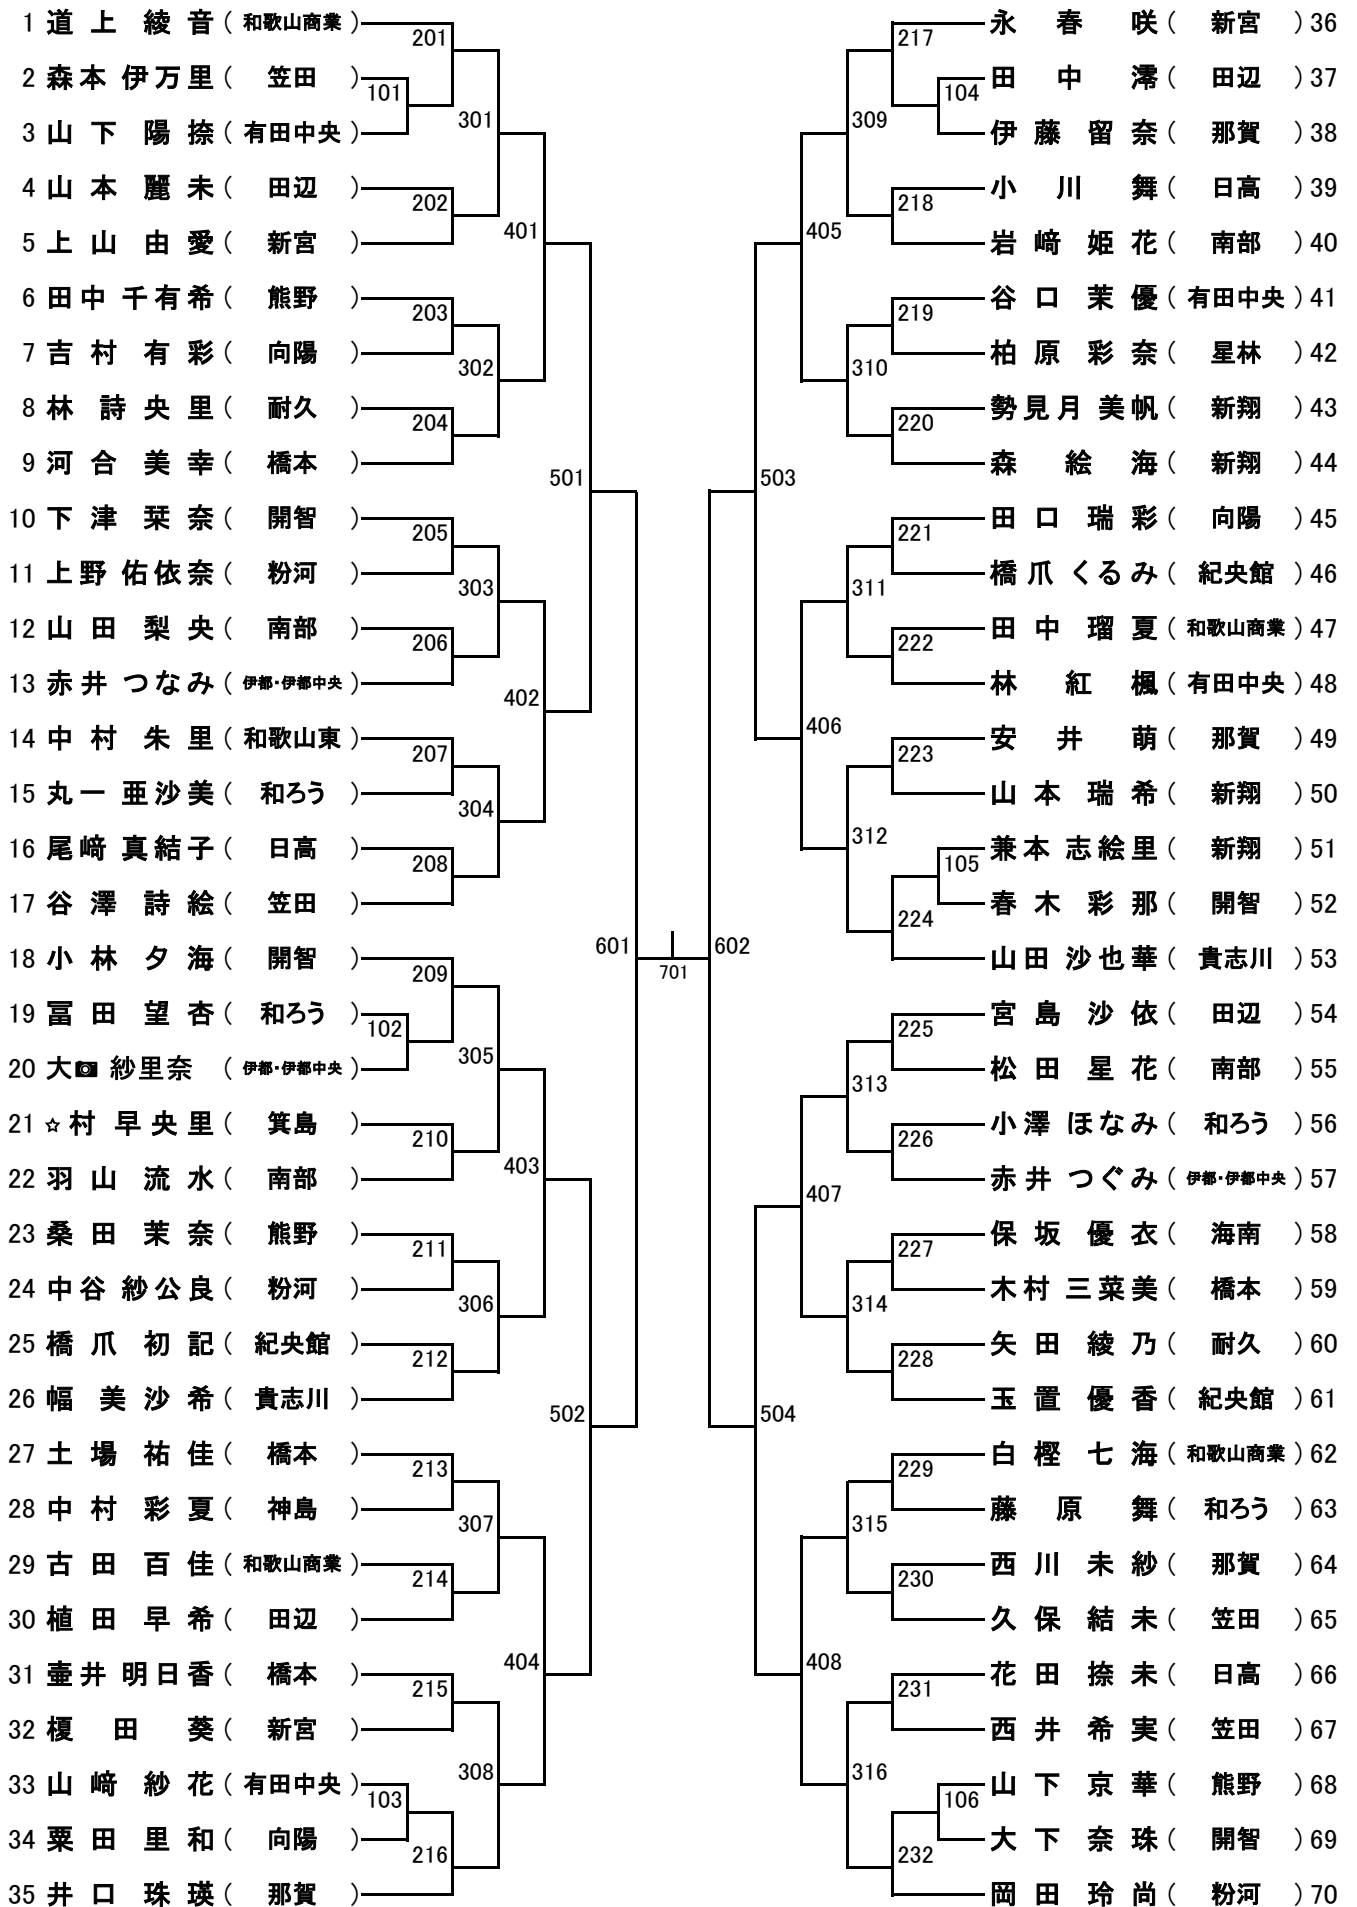 1 道上 綾音 ( 和歌山商業 )
2 森本 伊万里 ( 笠田 )
3 山下 陽捺 ( 有田中央 )
4 山本 麗未 ( 田辺 )
5 上山 由愛 ( 新宮 )
6 田中 千有希 ( 熊野 )
7 吉村 有彩 ( 向陽 )
8 林 詩央里 ( 耐久 )
9 河合 美幸 ( 橋本 )
10 下津 栞奈 ( 開智 )
11 上野 佑依奈 ( 粉河 )
12 山田 梨央 ( 南部 )
13 赤井 つなみ ( 伊都・伊都中央 )
14 中村 朱里 ( 和歌山東 )
15 丸一 亜沙美 ( 和ろう )
16 尾﨑 真結子 ( 日高 )
17 谷澤 詩絵 ( 笠田 )
18 小林 夕海 ( 開智 )
19 冨田 望杏 ( 和ろう )
20 大📷 紗里奈 ( 伊都・伊都中央 )
21 ☆村 早央里 ( 箕島 )
22 羽山 流水 ( 南部 )
23 桑田 茉奈 ( 熊野 )
24 中谷 紗公良 ( 粉河 )
25 橋爪 初記 ( 紀央館 )
26 幅 美沙希 ( 貴志川 )
27 土場 祐佳 ( 橋本 )
28 中村 彩夏 ( 神島 )
29 古田 百佳 ( 和歌山商業 )
30 植田 早希 ( 田辺 )
31 壷井 明日香 ( 橋本 )
32 榎田 葵 ( 新宮 )
33 山﨑 紗花 ( 有田中央 )
34 粟田 里和 ( 向陽 )
35 井口 珠瑛 ( 那賀 )
101
102
103
201
202
203
204
205
206
207
208
209
210
211
212
213
214
215
216
301
302
303
304
305
306
307
308
401
402
403
404
501
502
601
701
602
503
504
405
406
407
408
309
310
311
312
313
314
315
316
217
218
219
220
221
222
223
224
225
226
227
228
229
230
231
232
104
105
106
永 春咲 ( 新宮 ) 36
田中 澪 ( 田辺 ) 37
伊藤 留奈 ( 那賀 ) 38
小川 舞 ( 日高 ) 39
岩﨑 姫花 ( 南部 ) 40
谷口 茉優 ( 有田中央 ) 41
柏原 彩奈 ( 星林 ) 42
勢見月 美帆 ( 新翔 ) 43
森 絵海 ( 新翔 ) 44
田口 瑞彩 ( 向陽 ) 45
橋爪 くるみ ( 紀央館 ) 46
田中 瑠夏 ( 和歌山商業 ) 47
林 紅楓 ( 有田中央 ) 48
安井 萌 ( 那賀 ) 49
山本 瑞希 ( 新翔 ) 50
兼本 志絵里 ( 新翔 ) 51
春木 彩那 ( 開智 ) 52
山田 沙也華 ( 貴志川 ) 53
宮島 沙依 ( 田辺 ) 54
松田 星花 ( 南部 ) 55
小澤 ほなみ ( 和ろう ) 56
赤井 つぐみ ( 伊都・伊都中央 ) 57
保坂 優衣 ( 海南 ) 58
木村 三菜美 ( 橋本 ) 59
矢田 綾乃 ( 耐久 ) 60
玉置 優香 ( 紀央館 ) 61
白樫 七海 ( 和歌山商業 ) 62
藤原 舞 ( 和ろう ) 63
西川 未紗 ( 那賀 ) 64
久保 結未 ( 笠田 ) 65
花田 捺未 ( 日高 ) 66
西井 希実 ( 笠田 ) 67
山下 京華 ( 熊野 ) 68
大下 奈珠 ( 開智 ) 69
岡田 玲尚 ( 粉河 ) 70